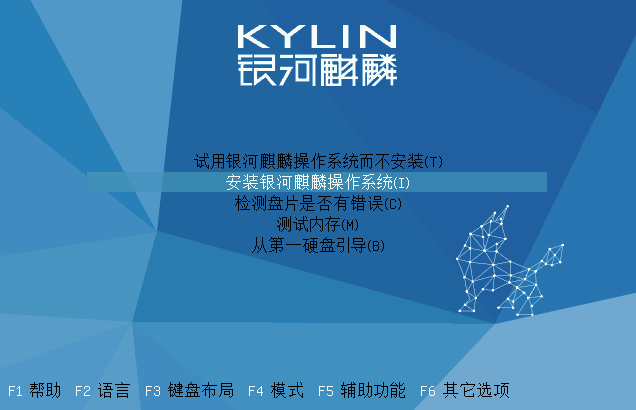 KYLIN
银河麒麟
试用银河麒麟操作系统而不安装(T)
安装银河麒麟操作系统(I)
检测盘片是否有错误(C)
测试内存(M)
从第一硬盘引导(B)
F1 帮助 F2 语言 F3 键盘布局 F4 模式 F5 辅助功能 F6 其它选项